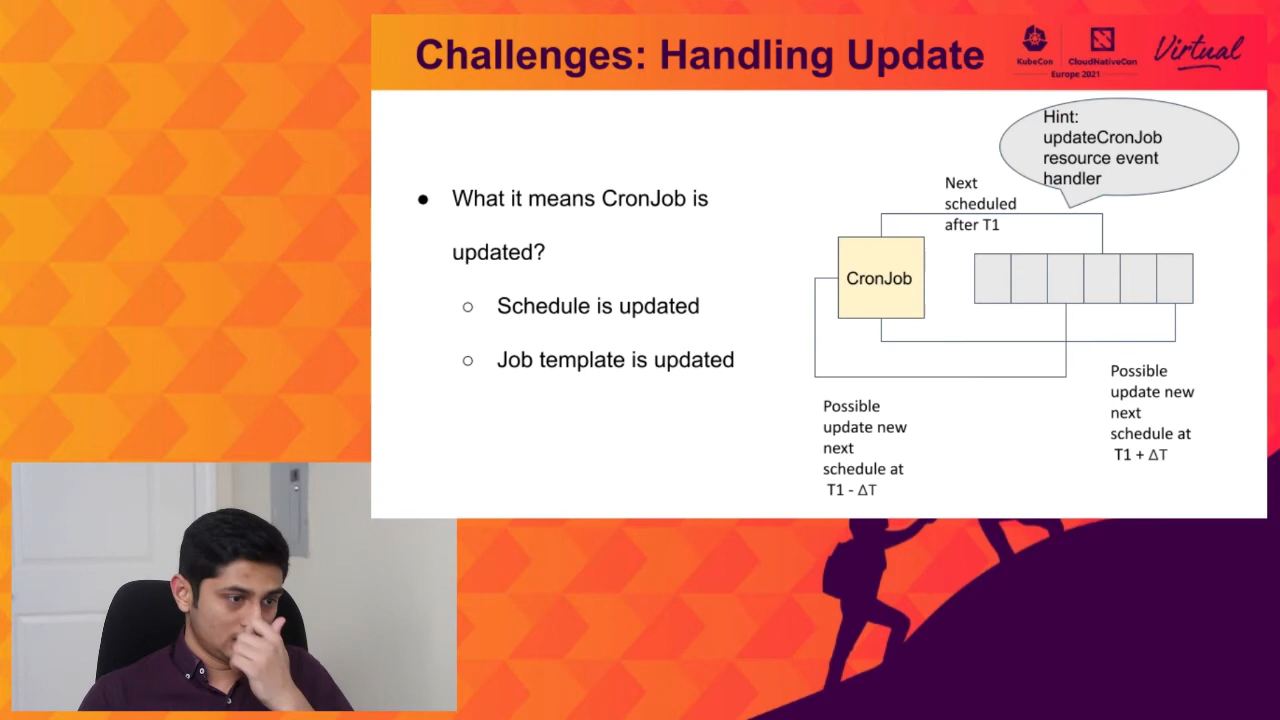 Challenges: Handling Update
KubeCon
CloudNativeCon
Europe 2021
Virtual
Hint:
updateCronJob
resource event
handler
● What it means CronJob is
updated?
○ Schedule is updated
○ Job template is updated
Next
scheduled
after T1
CronJob
Possible
update new
next
schedule at
T1 - ΔT
Possible
update new
next
schedule at
T1 + ΔT